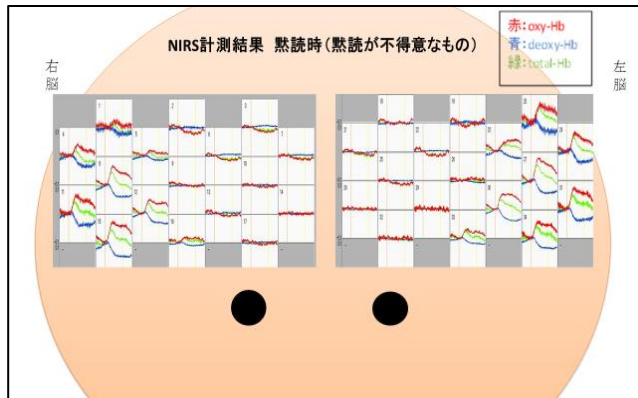 NIRS計測結果 黙読時(黙読が不得意なもの)
赤:oxy-Hb
青:deoxy-Hb
緑:total-Hb
右脳
左脳